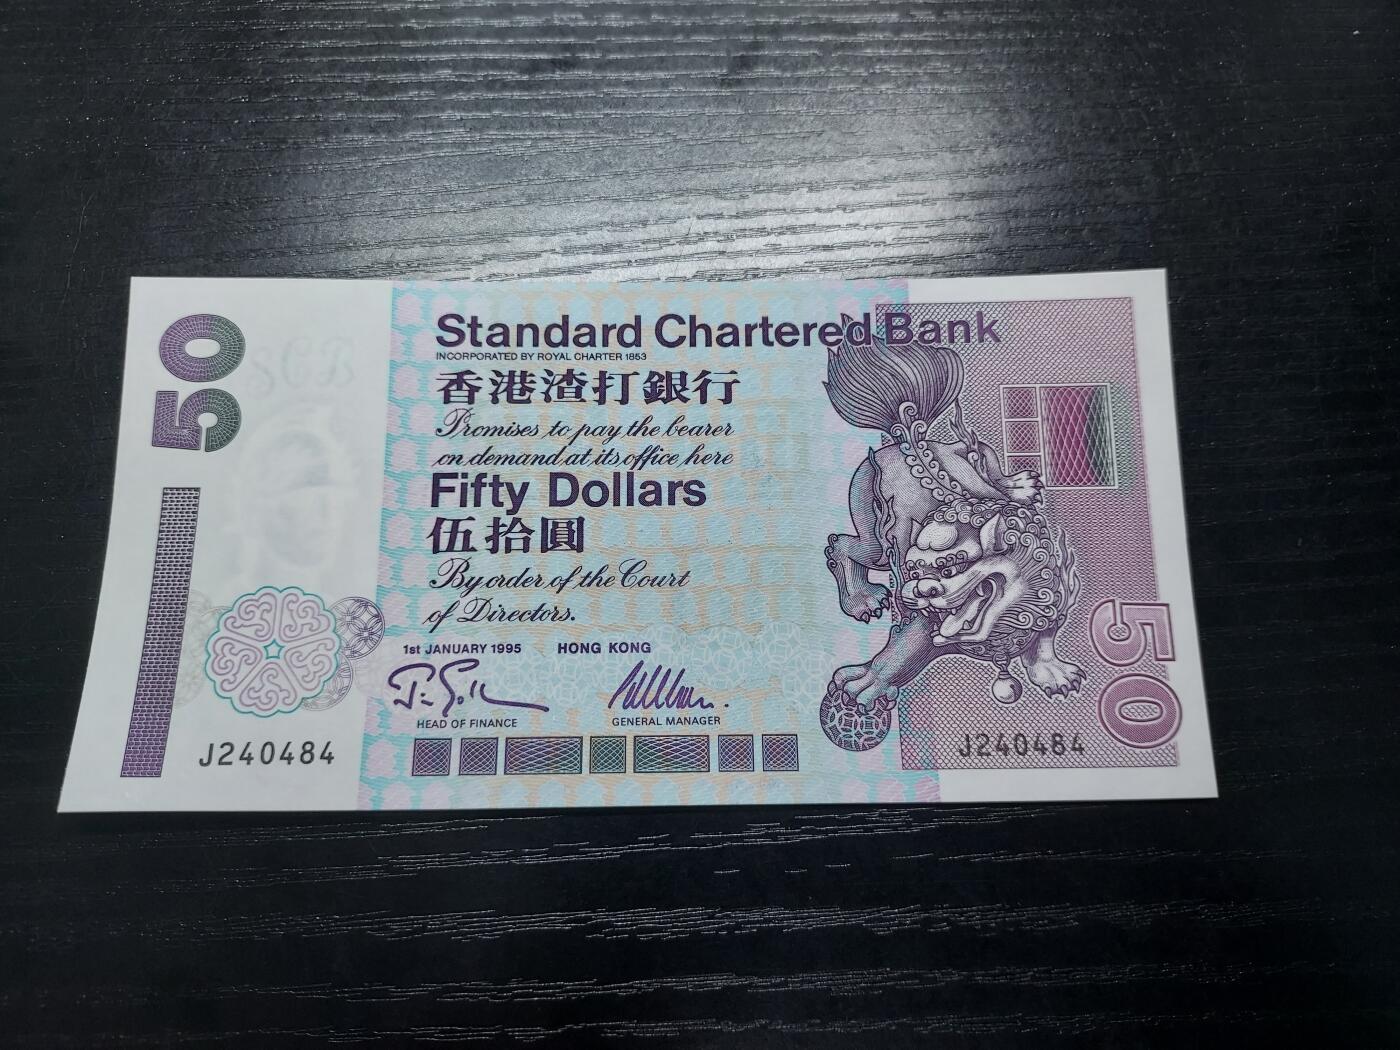 50
Standard Chartered Bank
INCORPORATED BY ROYAL CHARTER 1853
香港渣打銀行
Promises to pay the bearer
on demand at its office here
Fifty Dollars
伍拾圓
By order of the Court
of Directors.
1st JANUARY 1995 HONG KONG
HEAD OF FINANCE GENERAL MANAGER
J240484 J240484
50
SCB